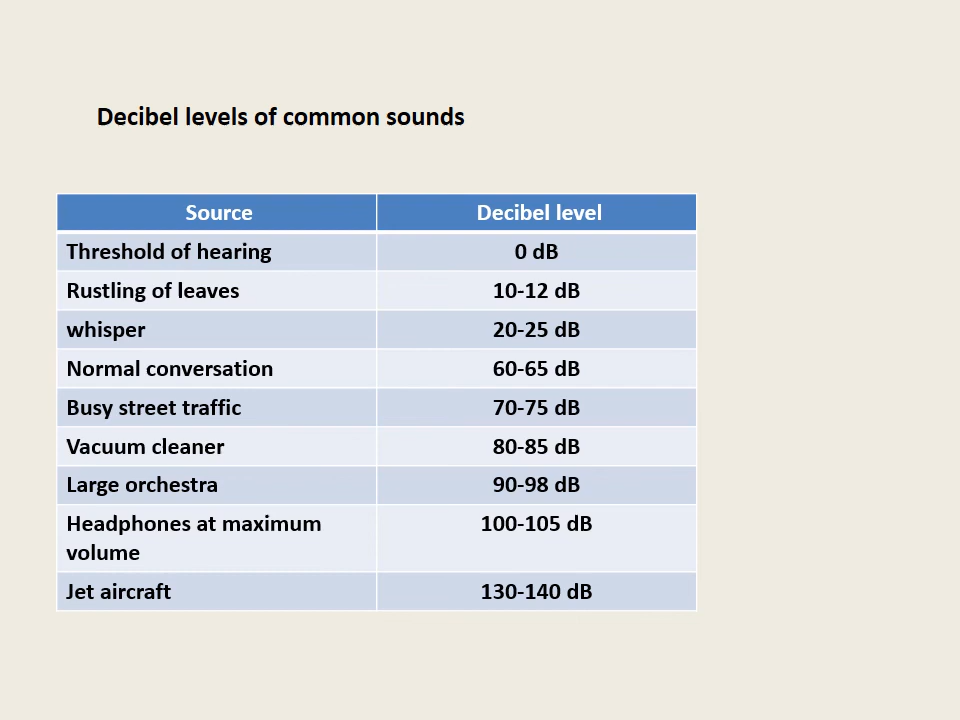 Decibel levels of common sounds
Source Decibel level
Threshold of hearing 0 dB
Rustling of leaves 10-12 dB
whisper 20-25 dB
Normal conversation 60-65 dB
Busy street traffic 70-75 dB
Vacuum cleaner 80-85 dB
Large orchestra 90-98 dB
Headphones at maximum 100-105 dB
volume
Jet aircraft 130-140 dB